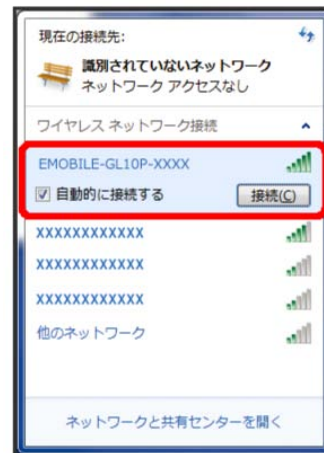 現在の接続先:
識別されていないネットワーク
ネットワーク アクセスなし
ワイヤレス ネットワーク接続
EMOBILE-GL10P-XXXX
自動的に接続する
接続(C)
XXXXXXXXXXXX
XXXXXXXXXXXX
XXXXXXXXXXXX
他のネットワーク
ネットワークと共有センターを開く